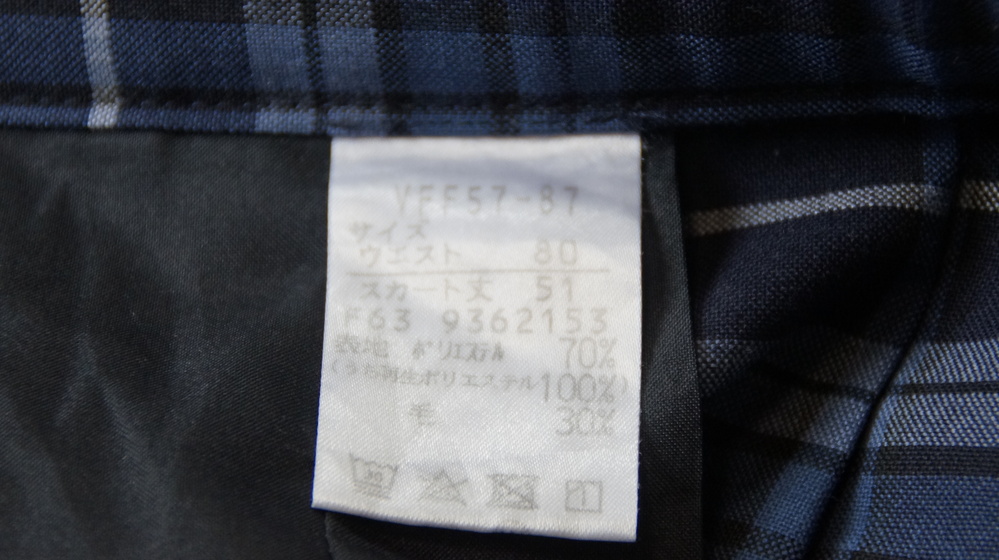 VFF57-87
サイズ
ウエスト 80
スカート丈 51
F63 9362153
表地 ポリエステル 70%
(うち再生ポリエステル100%)
毛 30%